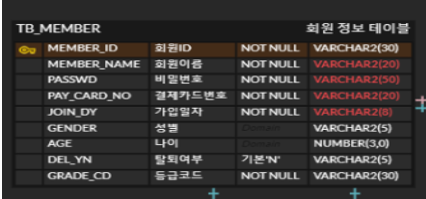 TB_MEMBER 회원 정보 테이블
MEMBER_ID 회원ID NOT NULL VARCHAR2(30)
MEMBER_NAME 회원이름 NOT NULL VARCHAR2(20)
PASSWD 비밀번호 NOT NULL VARCHAR2(50)
PAY_CARD_NO 결제카드번호 NOT NULL VARCHAR2(20)
JOIN_DY 가입일자 NOT NULL VARCHAR2(8)
GENDER 성별 Domain VARCHAR2(5)
AGE 나이 Domain NUMBER(3,0)
DEL_YN 탈퇴여부 기본'N' VARCHAR2(5)
GRADE_CD 등급코드 NOT NULL VARCHAR2(30)